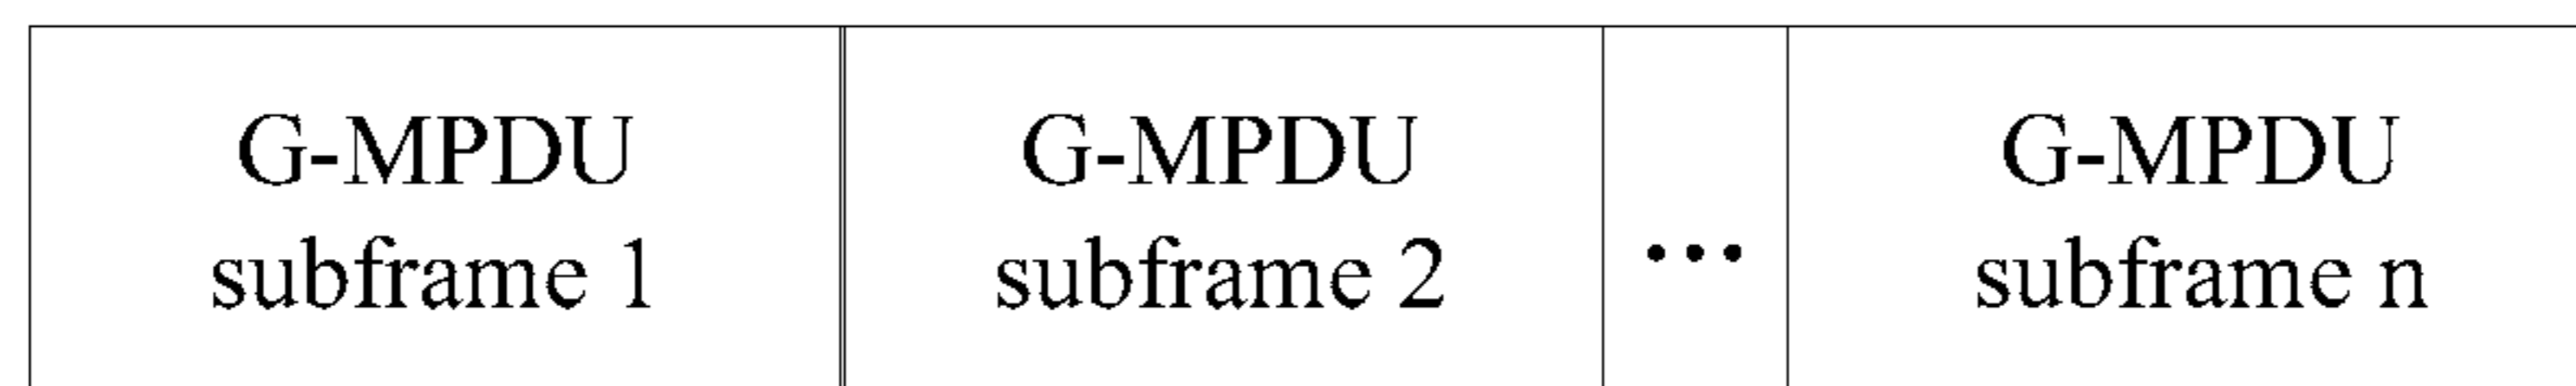 G-MPDU
subframe 1
G-MPDU
subframe 2
...
G-MPDU
subframe n